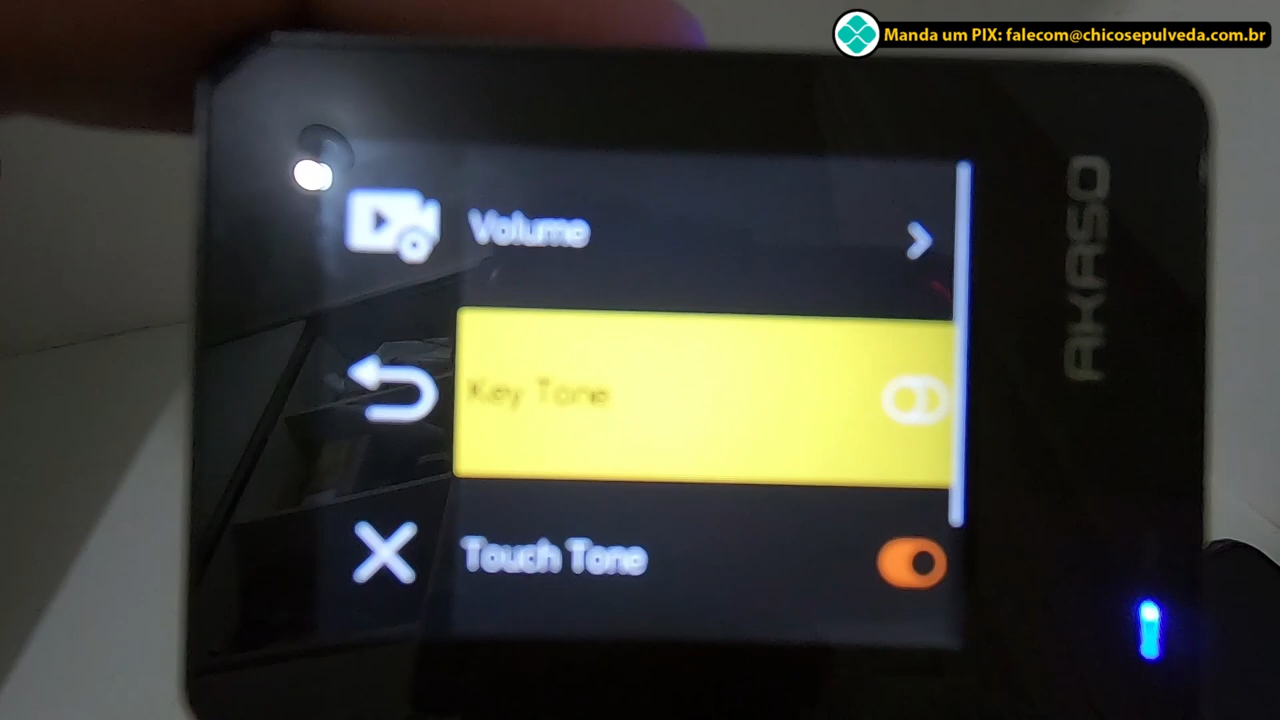 Manda um PIX: falecom@chicosepulveda.com.br
Volume
Key Tone
Touch Tone
AKASO